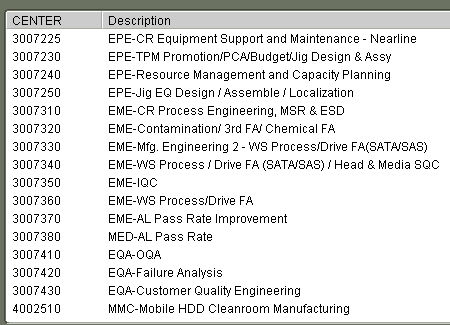 CENTER Description
3007225 EPE-CR Equipment Support and Maintenance - Nearline
3007230 EPE-TPM Promotion/PCA/Budget/Jig Design & Assy
3007240 EPE-Resource Management and Capacity Planning
3007250 EPE-Jig EQ Design / Assemble / Localization
3007310 EME-CR Process Engineering, MSR & ESD
3007320 EME-Contamination/ 3rd FA/ Chemical FA
3007330 EME-Mfg. Engineering 2 - WS Process/Drive FA(SATA/SAS)
3007340 EME-WS Process / Drive FA (SATA/SAS) / Head & Media SQC
3007350 EME-IQC
3007360 EME-WS Process/Drive FA
3007370 EME-AL Pass Rate Improvement
3007380 MED-AL Pass Rate
3007410 EQA-OQA
3007420 EQA-Failure Analysis
3007430 EQA-Customer Quality Engineering
4002510 MMC-Mobile HDD Cleanroom Manufacturing